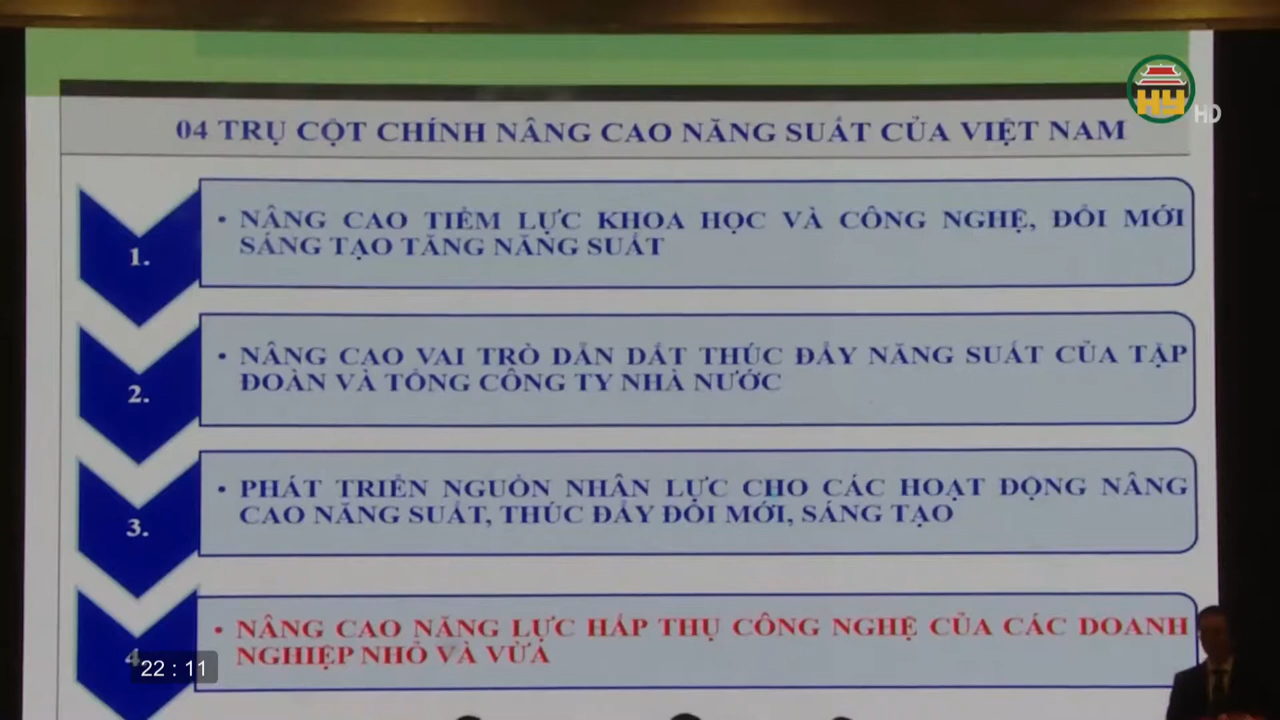 HY HD
04 TRỤ CỘT CHÍNH NÂNG CAO NĂNG SUẤT CỦA VIỆT NAM
1.
• NÂNG CAO TIỀM LỰC KHOA HỌC VÀ CÔNG NGHỆ, ĐỔI MỚI
SÁNG TẠO TĂNG NĂNG SUẤT
2.
• NÂNG CAO VAI TRÒ DẪN DẮT THÚC ĐẨY NĂNG SUẤT CỦA TẬP
ĐOÀN VÀ TỔNG CÔNG TY NHÀ NƯỚC
3.
• PHÁT TRIỂN NGUỒN NHÂN LỰC CHO CÁC HOẠT ĐỘNG NÂNG
CAO NĂNG SUẤT, THÚC ĐẨY ĐỔI MỚI, SÁNG TẠO
4.
• NÂNG CAO NĂNG LỰC HẤP THỤ CÔNG NGHỆ CỦA CÁC DOANH
NGHIỆP NHỎ VÀ VỪA
22 : 11